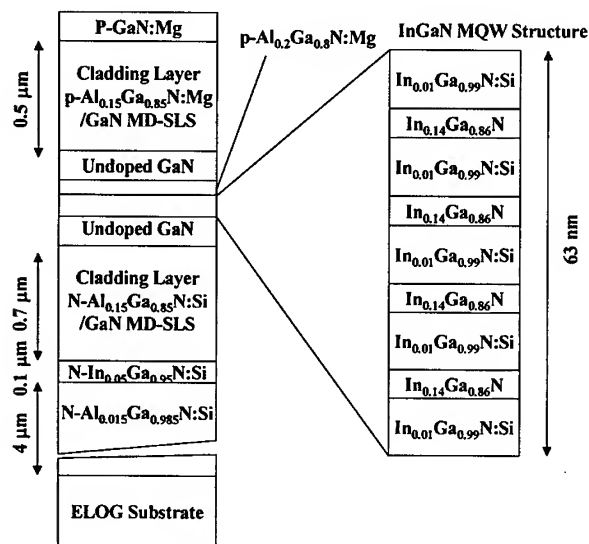 P-GaN:Mg
Cladding Layer
p-Al0.15Ga0.85N:Mg
/GaN MD-SLS
Undoped GaN
Undoped GaN
Cladding Layer
N-Al0.15Ga0.85N:Si
/GaN MD-SLS
N-In0.05Ga0.95N:Si
N-Al0.015Ga0.985N:Si
ELOG Substrate
0.5 μm
0.7 μm
0.1 μm
4 μm
p-Al0.2Ga0.8N:Mg
InGaN MQW Structure
In0.01Ga0.99N:Si
In0.14Ga0.86N
In0.01Ga0.99N:Si
In0.14Ga0.86N
In0.01Ga0.99N:Si
In0.14Ga0.86N
In0.01Ga0.99N:Si
In0.14Ga0.86N
In0.01Ga0.99N:Si
63 nm